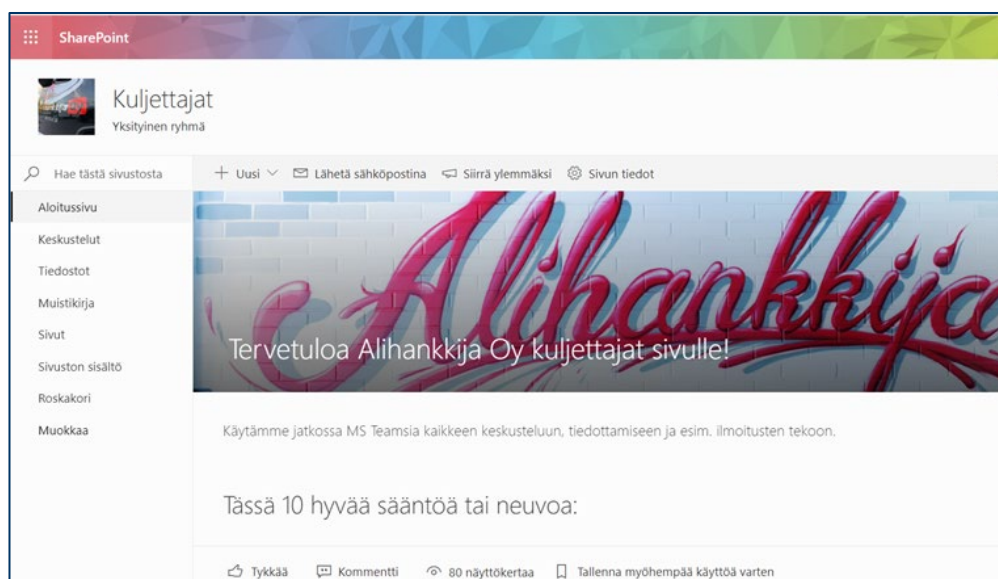 SharePoint
Kuljettajat
Yksityinen ryhmä
Hae tästä sivustosta
Uusi
Lähetä sähköpostina
Siirrä ylemmäksi
Sivun tiedot
Aloitussivu
Keskustelut
Tiedostot
Muistikirja
Sivut
Sivuston sisältö
Roskakori
Muokkaa
Alihankkija
Tervetuloa Alihankkija Oy kuljettajat sivulle!
Käytämme jatkossa MS Teamsia kaikkeen keskusteluun, tiedottamiseen ja esim. ilmoitusten tekoon.
Tässä 10 hyvää sääntöä tai neuvoa:
Tykkää
Kommentti
80 näyttökertaa
Tallenna myöhempää käyttöä varten